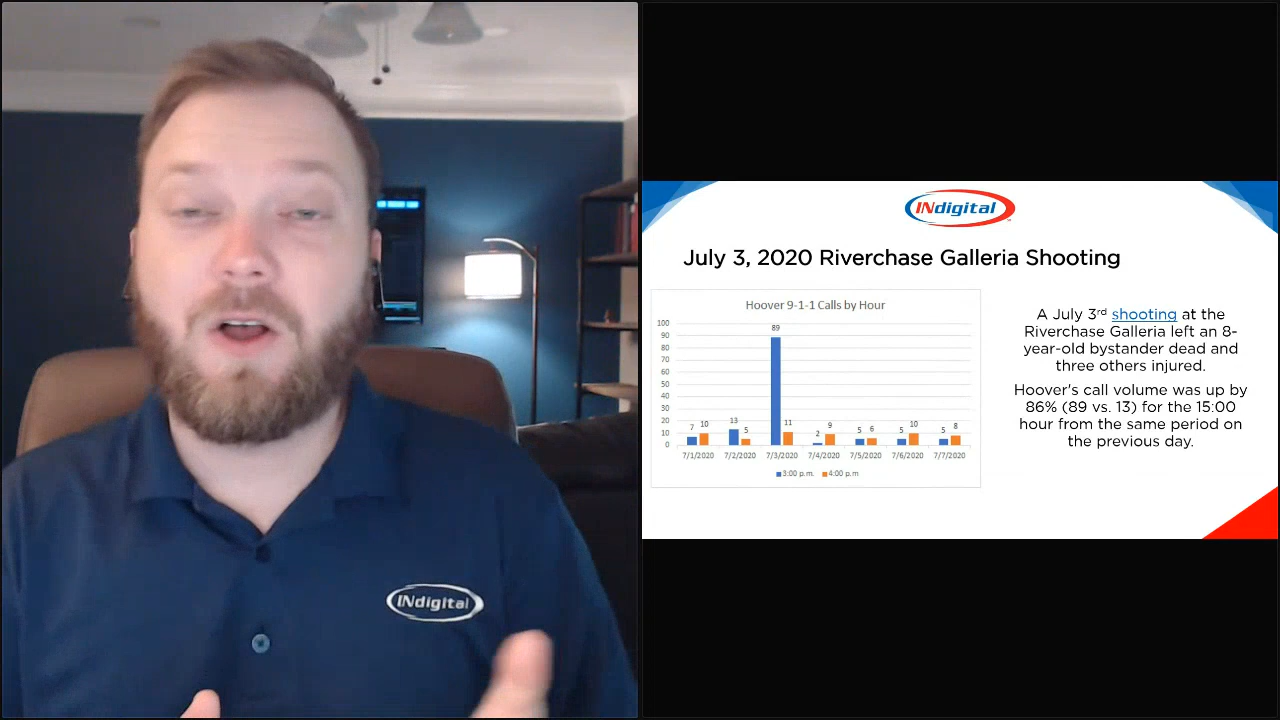 INdigital
INdigital
July 3, 2020 Riverchase Galleria Shooting
Hoover 9-1-1 Calls by Hour
100
90
80
70
60
50
40
30
20
10
0
7 10 13 5 89 11 2 9 5 6 5 10 5 8
7/1/2020 7/2/2020 7/3/2020 7/4/2020 7/5/2020 7/6/2020 7/7/2020
3:00 p.m. 4:00 p.m
A July 3rd shooting at the
Riverchase Galleria left an 8-
year-old bystander dead and
three others injured.
Hoover's call volume was up by
86% (89 vs. 13) for the 15:00
hour from the same period on
the previous day.